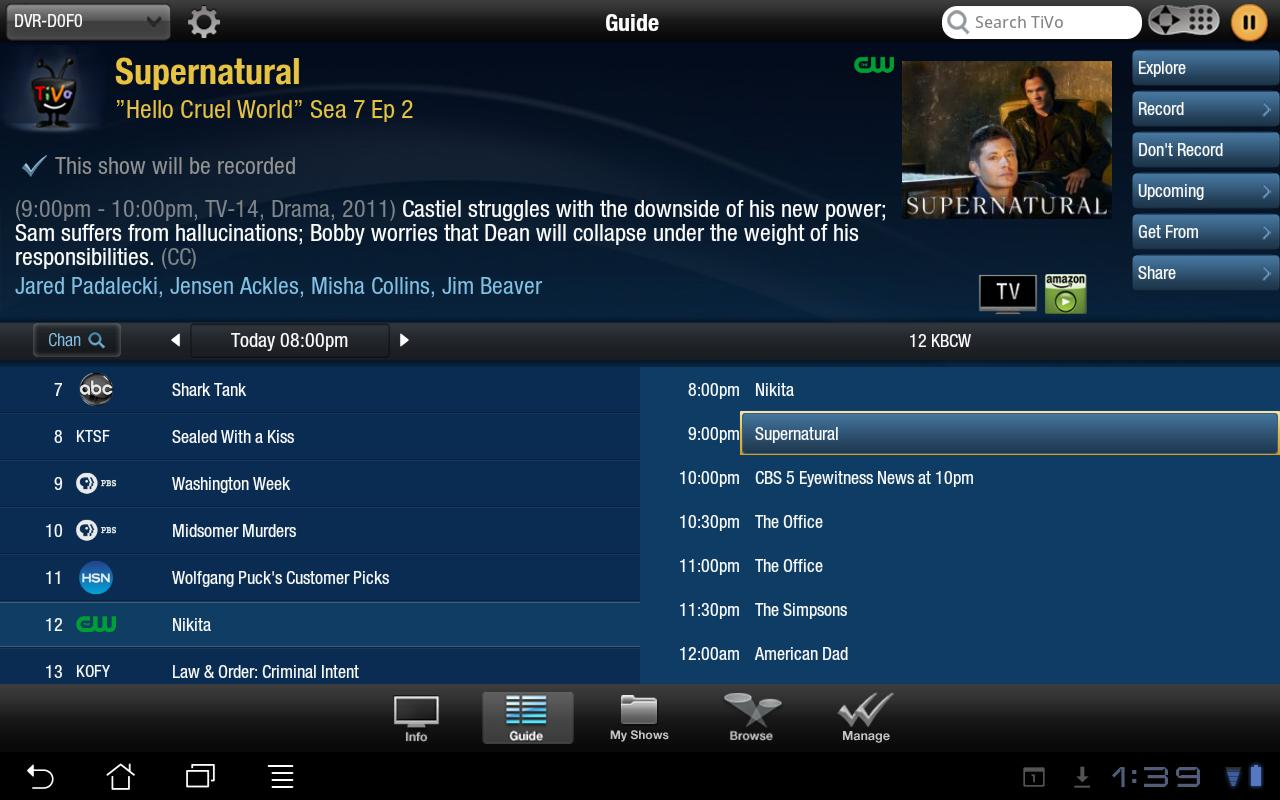 DVR-D0F0
Guide
Search TiVo
TiVo
Supernatural
"Hello Cruel World" Sea 7 Ep 2
CW
SUPERNATURAL
Explore
Record
Don't Record
Upcoming
Get From
Share
This show will be recorded
(9:00pm - 10:00pm, TV-14, Drama, 2011) Castiel struggles with the downside of his new power;
Sam suffers from hallucinations; Bobby worries that Dean will collapse under the weight of his
responsibilities. (CC)
Jared Padalecki, Jensen Ackles, Misha Collins, Jim Beaver
TV
amazon
Chan
Today 08:00pm
12 KBCW
7 abc Shark Tank
8 KTSF Sealed With a Kiss
9 PBS Washington Week
10 PBS Midsomer Murders
11 HSN Wolfgang Puck's Customer Picks
12 CW Nikita
13 KOFY Law & Order: Criminal Intent
8:00pm Nikita
9:00pm Supernatural
10:00pm CBS 5 Eyewitness News at 10pm
10:30pm The Office
11:00pm The Office
11:30pm The Simpsons
12:00am American Dad
Info
Guide
My Shows
Browse
Manage
1
1:39